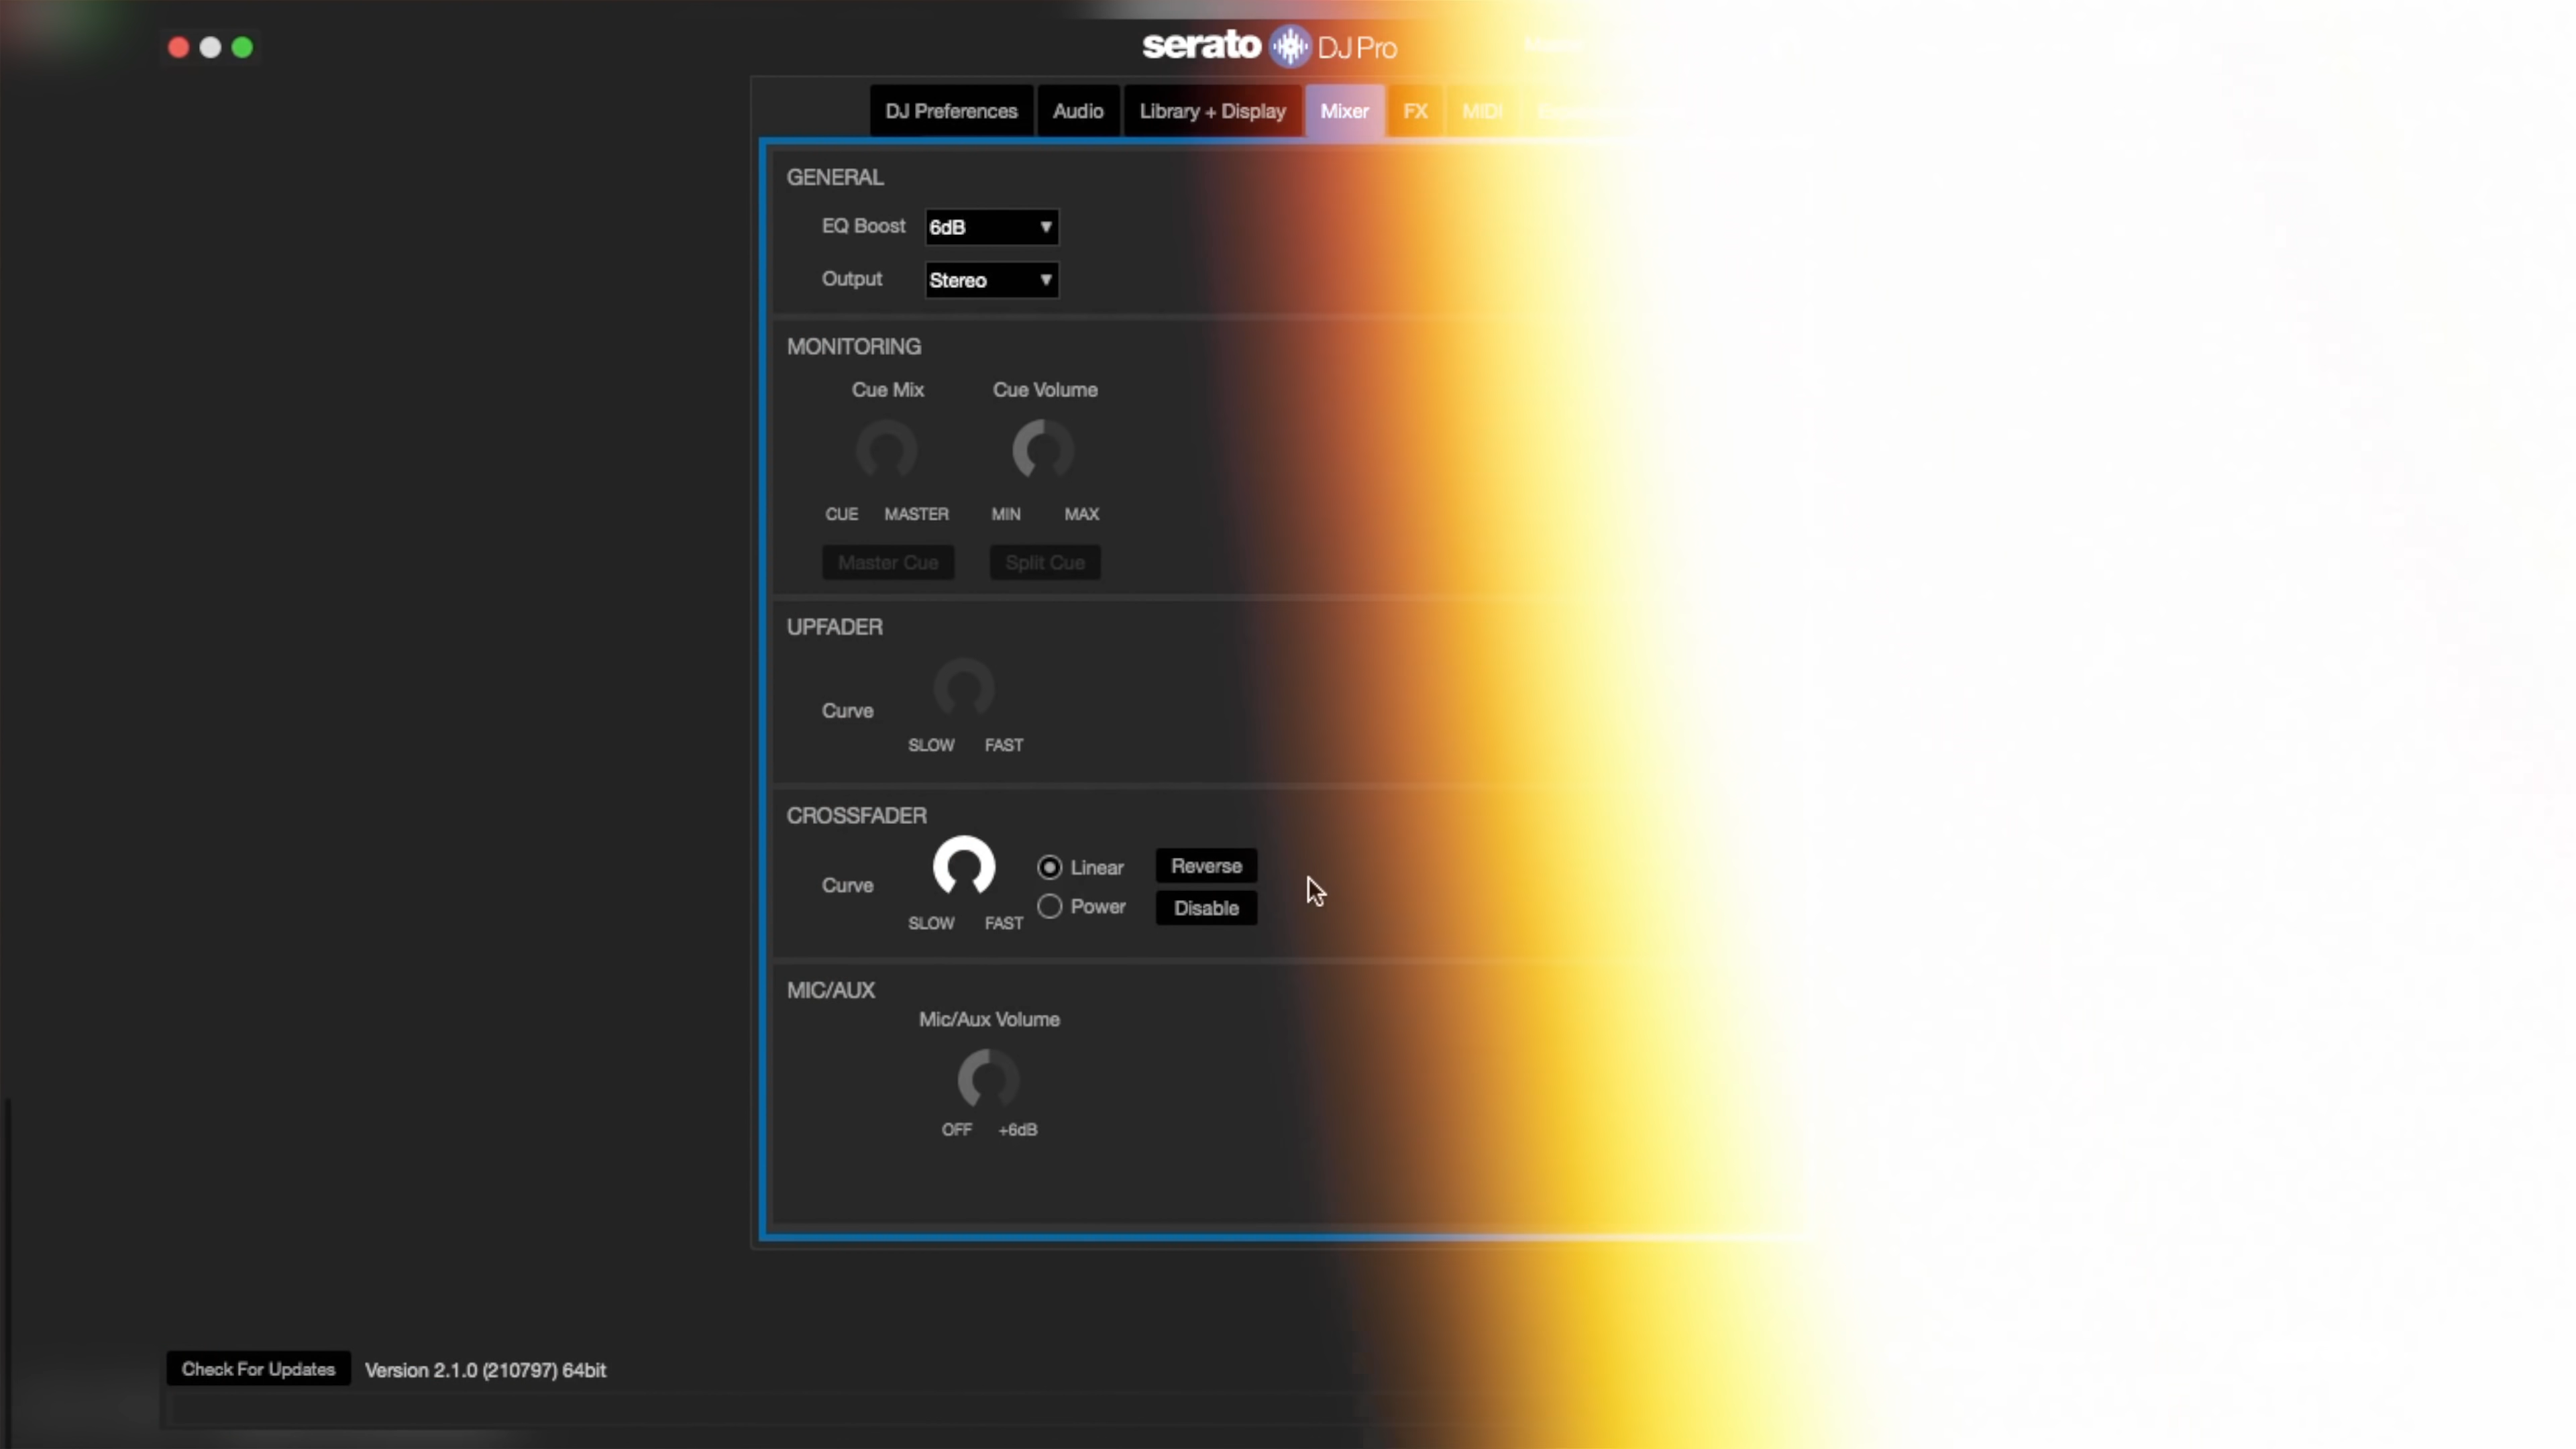 serato DJ Pro
DJ Preferences Audio Library + Display Mixer FX MIDI
GENERAL
EQ Boost 6dB
Output Stereo
MONITORING
Cue Mix Cue Volume
CUE MASTER MIN MAX
Master Cue Split Cue
UPFADER
Curve
SLOW FAST
CROSSFADER
Linear Reverse
Curve
Power Disable
SLOW FAST
MIC/AUX
Mic/Aux Volume
OFF +6dB
Check For Updates Version 2.1.0 (210797) 64bit